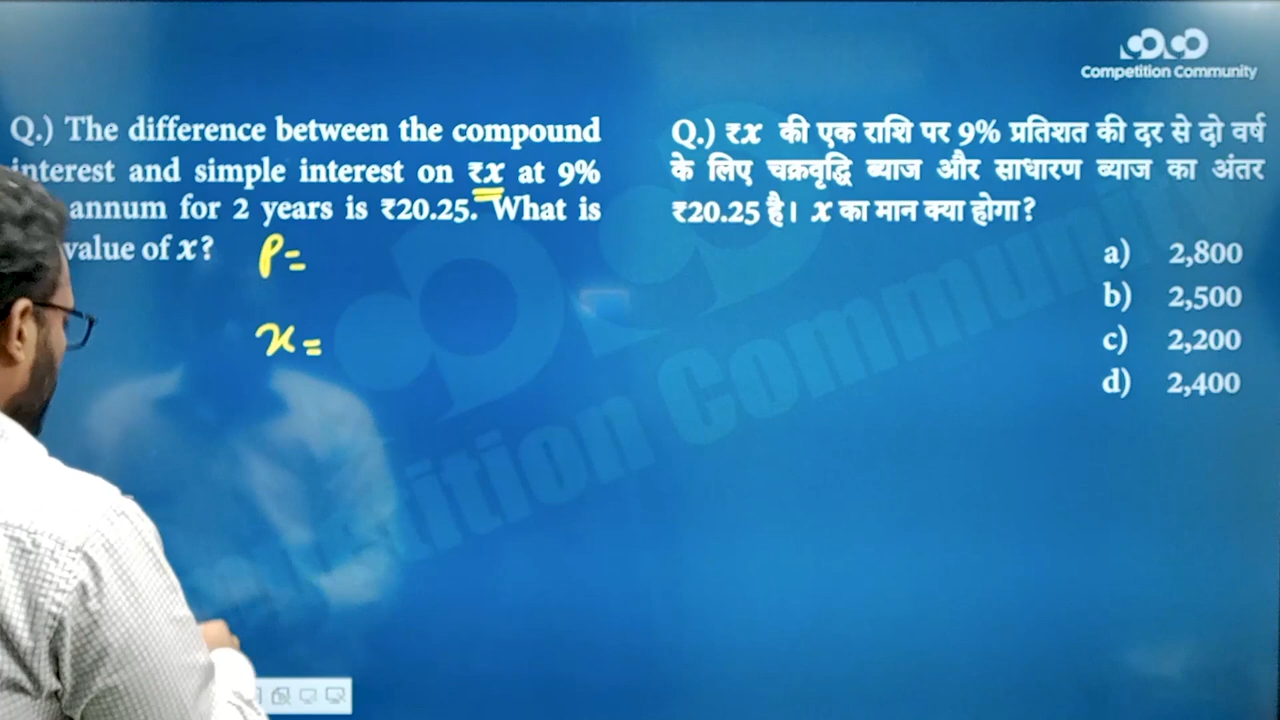 Competition Community
Q.) The difference between the compound
interest and simple interest on ₹x at 9%
annum for 2 years is ₹20.25. What is
value of x?
P=
x=
Q.) ₹x की एक राशि पर 9% प्रतिशत की दर से दो वर्ष
के लिए चक्रवृद्धि ब्याज और साधारण ब्याज का अंतर
₹20.25 है। x का मान क्या होगा?
a) 2,800
b) 2,500
c) 2,200
d) 2,400
Community